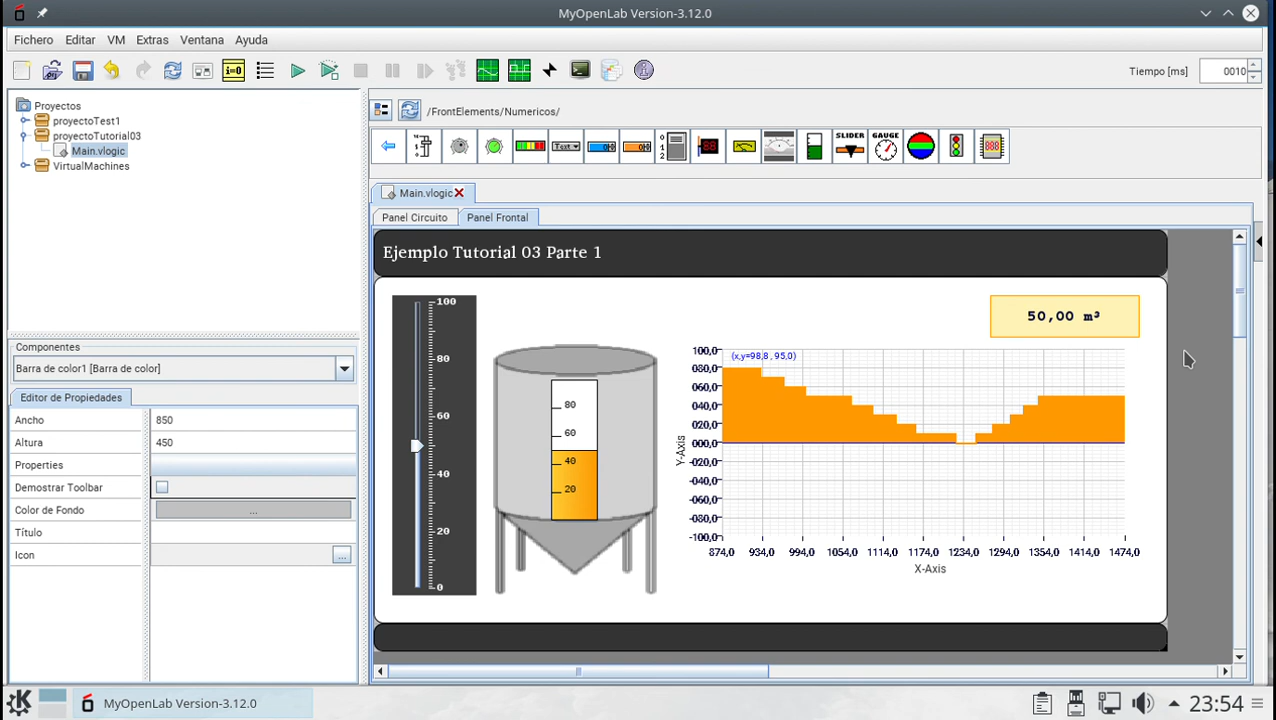 MyOpenLab Version-3.12.0
Fichero Editar VM Extras Ventana Ayuda
i=0
Tiempo [ms] 0010
Proyectos
proyectoTest1
proyectoTutorial03
Main.vlogic
VirtualMachines
/FrontElements/Numericos/
Text
SLIDER
GAUGE
Main.vlogic
Panel Circuito Panel Frontal
Ejemplo Tutorial 03 Parte 1
100
80
60
40
20
0
80
60
40
20
50,00 m³
(x,y=98,8 , 95,0)
100,0
080,0
060,0
040,0
020,0
000,0
-020,0
-040,0
-060,0
-080,0
-100,0
Y-Axis
874,0 934,0 994,0 1054,0 1114,0 1174,0 1234,0 1294,0 1354,0 1414,0 1474,0
X-Axis
Componentes
Barra de color1 [Barra de color]
Editor de Propiedades
Ancho 850
Altura 450
Properties
Demostrar Toolbar
Color de Fondo ...
Título
Icon ...
MyOpenLab Version-3.12.0
23:54